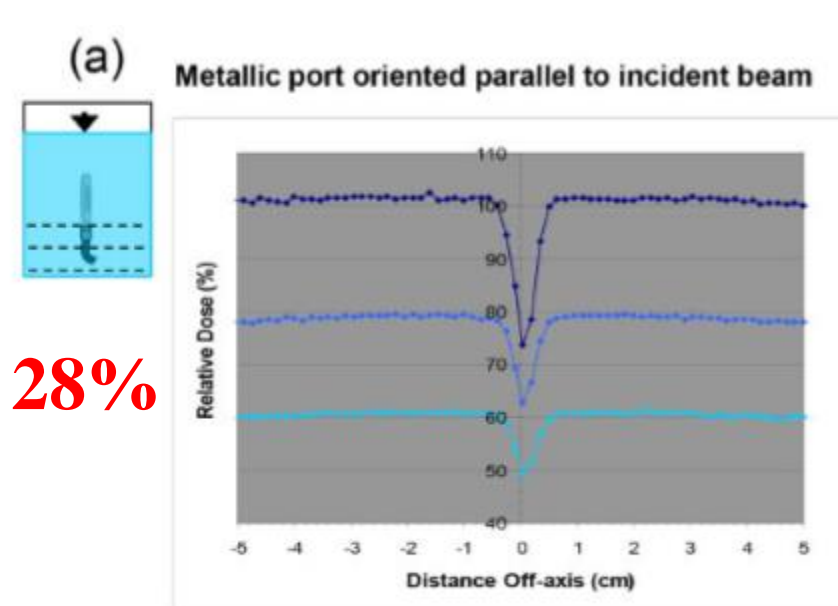 (a)
Metallic port oriented parallel to incident beam
28%
Relative Dose (%)
110
100
90
80
70
60
50
40
-5 -4 -3 -2 -1 0 1 2 3 4 5
Distance Off-axis (cm)